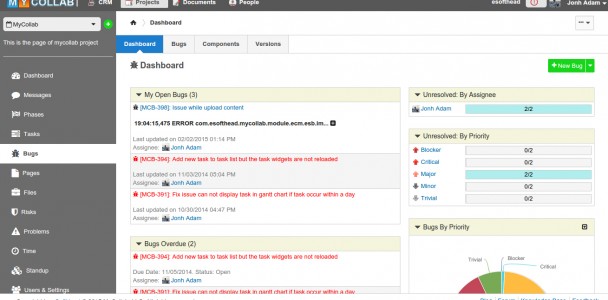 MYCOLLAB
CRM
Projects
Documents
People
esofthead
Jonh Adam
MyCollab
This is the page of mycollab project
Dashboard
Messages
Phases
Tasks
Bugs
Pages
Files
Risks
Problems
Time
Standup
Users & Settings
Dashboard
Dashboard
Bugs
Components
Versions
Dashboard
New Bug
My Open Bugs (3)
[MCB-398]: Issue while upload content
19:04:15,475 ERROR com.esofthead.mycollab.module.ecm.esb.im...
Last updated on 02/02/2015 01:14 PM
Assignee: Jonh Adam
[MCB-394]: Add new task to task list but the task widgets are not reloaded
Last updated on 11/03/2014 05:04 PM
Assignee: Jonh Adam
[MCB-391]: Fix issue can not display task in gantt chart if task occur within a day
Last updated on 10/30/2014 04:47 PM
Assignee: Jonh Adam
Bugs Overdue (2)
[MCB-394]: Add new task to task list but the task widgets are not reloaded
Due Date: 11/05/2014. Status: Open
Assignee: Jonh Adam
[MCB-391]: Fix issue can not display task in gantt chart if task occur within a day
Unresolved: By Assignee
Jonh Adam
2/2
Unresolved: By Priority
Blocker
0/2
Critical
0/2
Major
2/2
Minor
0/2
Trivial
0/2
Bugs By Priority
Trivial
Blocker
Critical